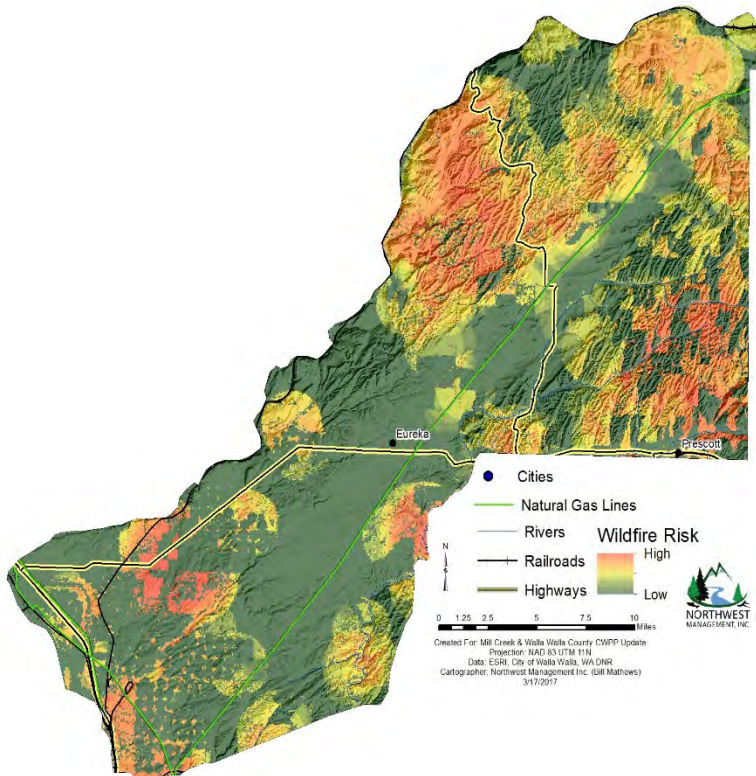 Eureka
Prescott
Cities
Natural Gas Lines
Rivers
Railroads
Highways
Wildfire Risk
High
Low
N
NORTHWEST
MANAGEMENT, INC.
0 1.25 2.5 5 7.5 10
Miles
Created For: Mill Creek & Walla Walla County CWPP Update
Projection: NAD 83 UTM 11N
Data: ESRI, City of Walla Walla, WA DNR
Cartographer: Northwest Management Inc. (Bill Mathews)
3/17/2017